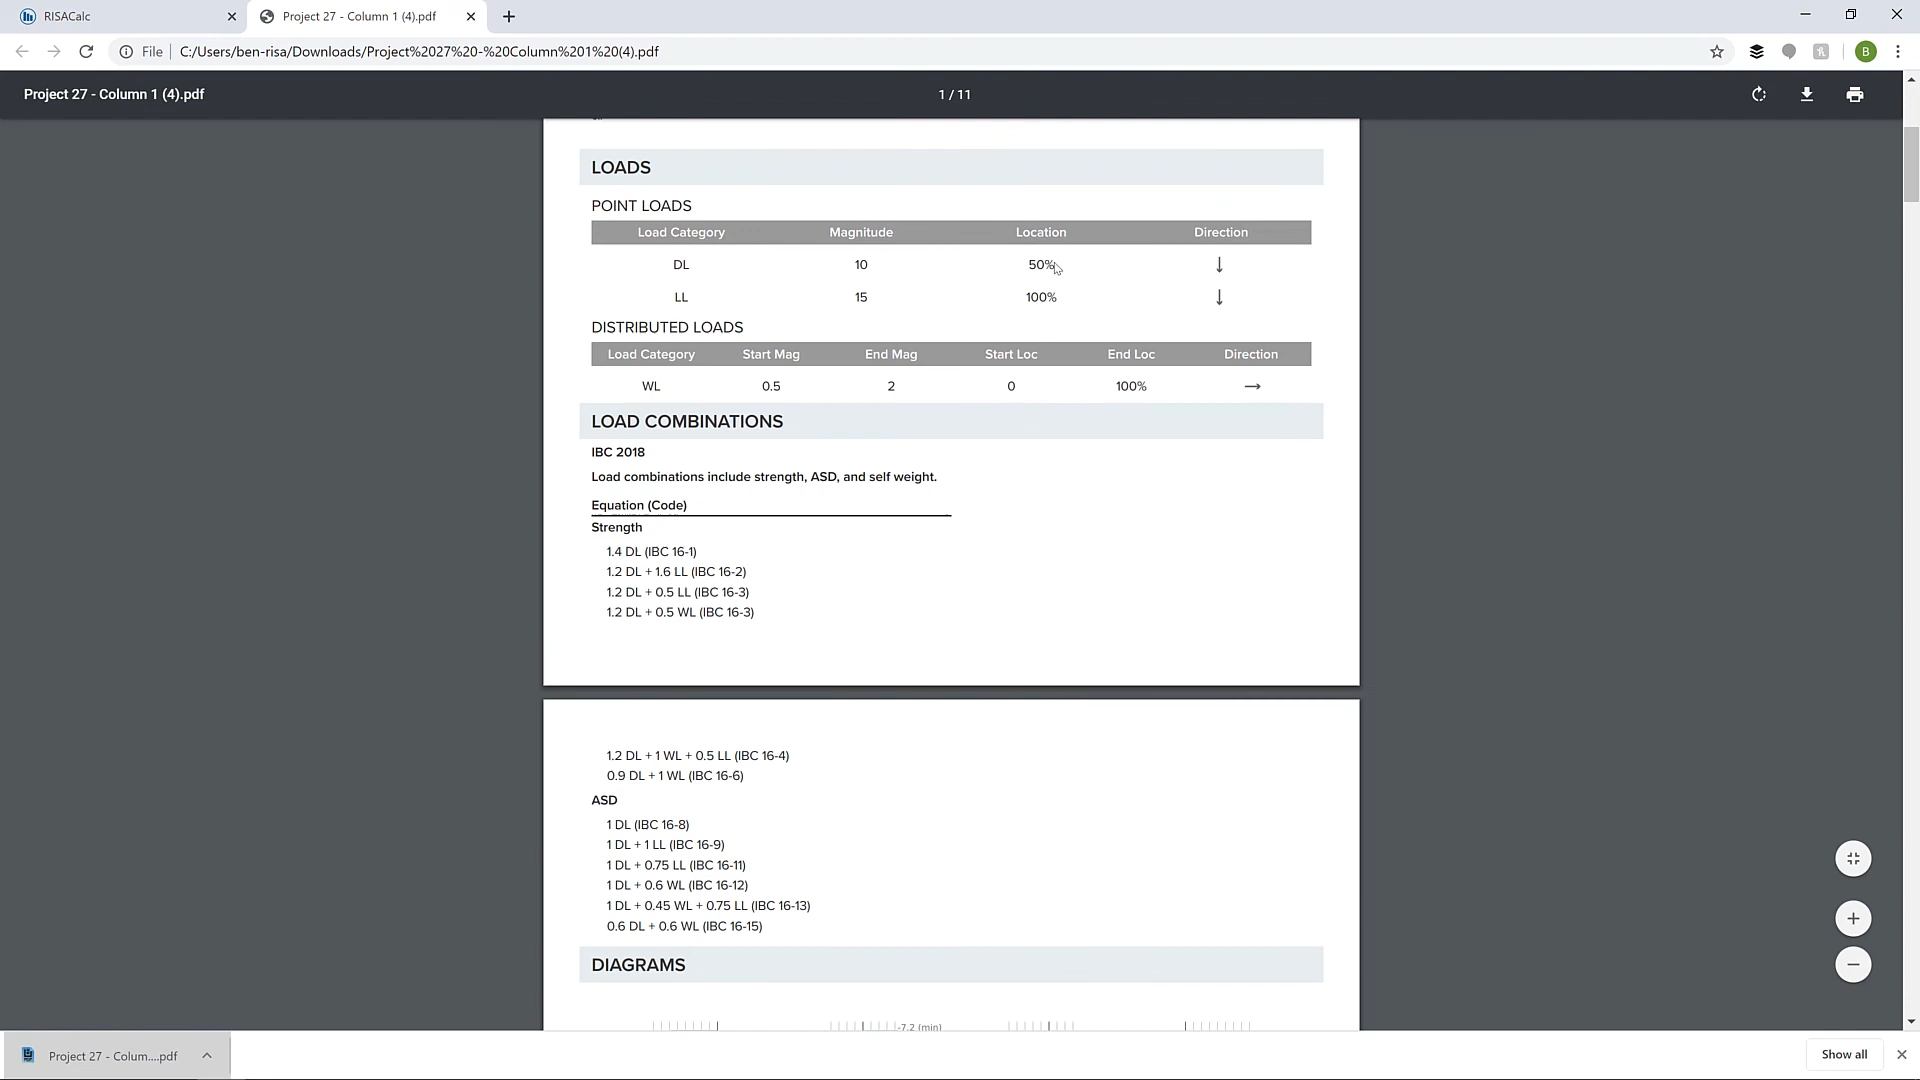 RISACalc
Project 27 - Column 1 (4).pdf
File
C:/Users/ben-risa/Downloads/Project%2027%20-%20Column%201%20(4).pdf
B
Project 27 - Column 1 (4).pdf
1 / 11
LOADS
POINT LOADS
Load Category Magnitude Location Direction
DL 10 50% ↓
LL 15 100% ↓
DISTRIBUTED LOADS
Load Category Start Mag End Mag Start Loc End Loc Direction
WL 0.5 2 0 100% →
LOAD COMBINATIONS
IBC 2018
Load combinations include strength, ASD, and self weight.
Equation (Code)
Strength
1.4 DL (IBC 16-1)
1.2 DL + 1.6 LL (IBC 16-2)
1.2 DL + 0.5 LL (IBC 16-3)
1.2 DL + 0.5 WL (IBC 16-3)
1.2 DL + 1 WL + 0.5 LL (IBC 16-4)
0.9 DL + 1 WL (IBC 16-6)
ASD
1 DL (IBC 16-8)
1 DL + 1 LL (IBC 16-9)
1 DL + 0.75 LL (IBC 16-11)
1 DL + 0.6 WL (IBC 16-12)
1 DL + 0.45 WL + 0.75 LL (IBC 16-13)
0.6 DL + 0.6 WL (IBC 16-15)
DIAGRAMS
-7.2 (min)
Project 27 - Colum....pdf
Show all